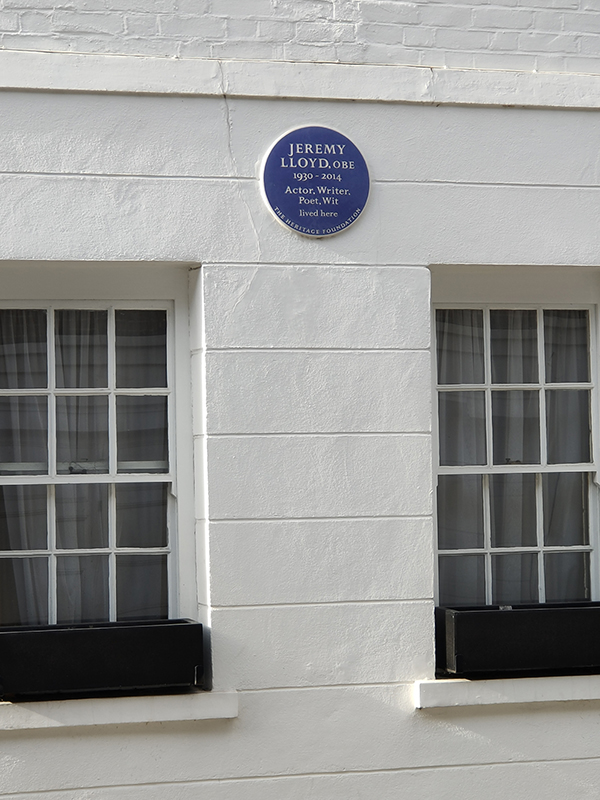 JEREMY
LLOYD, OBE
1930 - 2014
Actor, Writer,
Poet, Wit
lived here
THE HERITAGE FOUNDATION